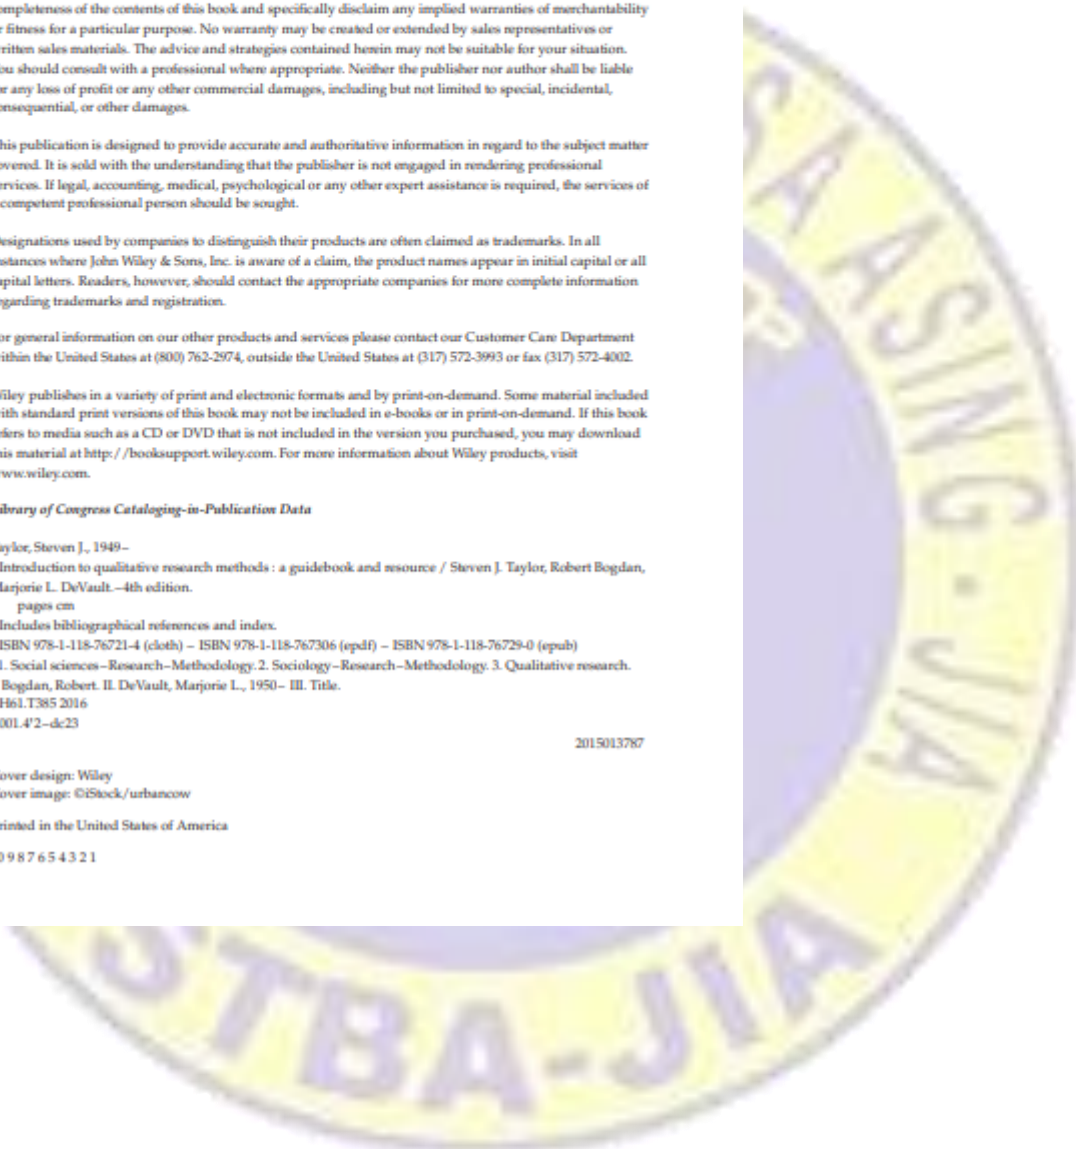 ompleteness of the contents of this book and specifically disclaim any implied warranties of merchantability
r fitness for a particular purpose. No warranty may be created or extended by sales representatives or
ritten sales materials. The advice and strategies contained herein may not be suitable for your situation.
ou should consult with a professional where appropriate. Neither the publisher nor author shall be liable
or any loss of profit or any other commercial damages, including but not limited to special, incidental,
onsequential, or other damages.
his publication is designed to provide accurate and authoritative information in regard to the subject matter
overed. It is sold with the understanding that the publisher is not engaged in rendering professional
ervices. If legal, accounting, medical, psychological or any other expert assistance is required, the services of
competent professional person should be sought.
esignations used by companies to distinguish their products are often claimed as trademarks. In all
nstances where John Wiley & Sons, Inc. is aware of a claim, the product names appear in initial capital or all
apital letters. Readers, however, should contact the appropriate companies for more complete information
egarding trademarks and registration.
or general information on our other products and services please contact our Customer Care Department
ithin the United States at (800) 762-2974, outside the United States at (317) 572-3993 or fax (317) 572-4002.
iley publishes in a variety of print and electronic formats and by print-on-demand. Some material included
ith standard print versions of this book may not be included in e-books or in print-on-demand. If this book
efers to media such as a CD or DVD that is not included in the version you purchased, you may download
is material at http://booksupport.wiley.com. For more information about Wiley products, visit
ww.wiley.com.
ibrary of Congress Cataloging-in-Publication Data
aylor, Steven J., 1949–
Introduction to qualitative research methods : a guidebook and resource / Steven J. Taylor, Robert Bogdan,
Marjorie L. DeVault.—4th edition.
pages cm
Includes bibliographical references and index.
ISBN 978-1-118-76721-4 (cloth) – ISBN 978-1-118-767306 (epdf) – ISBN 978-1-118-76729-0 (epub)
1. Social sciences–Research–Methodology. 2. Sociology–Research–Methodology. 3. Qualitative research.
Bogdan, Robert. II. DeVault, Marjorie L., 1950– III. Title.
H61.T385 2016
001.4'2–dc23
2015013787
over design: Wiley
over image: ©iStock/urbancow
rinted in the United States of America
0 9 8 7 6 5 4 3 2 1
SA ASING · JIA
STBA-JIA